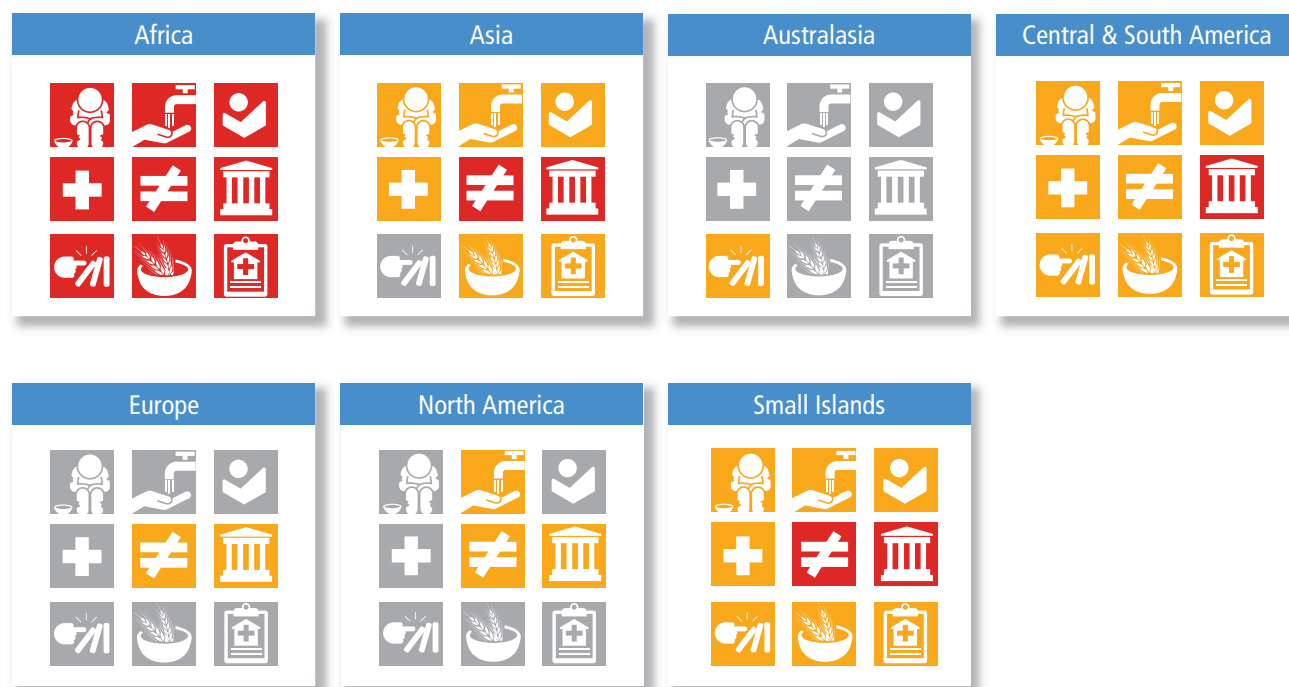 Africa
Asia
Australasia
Central & South America
Europe
North America
Small Islands